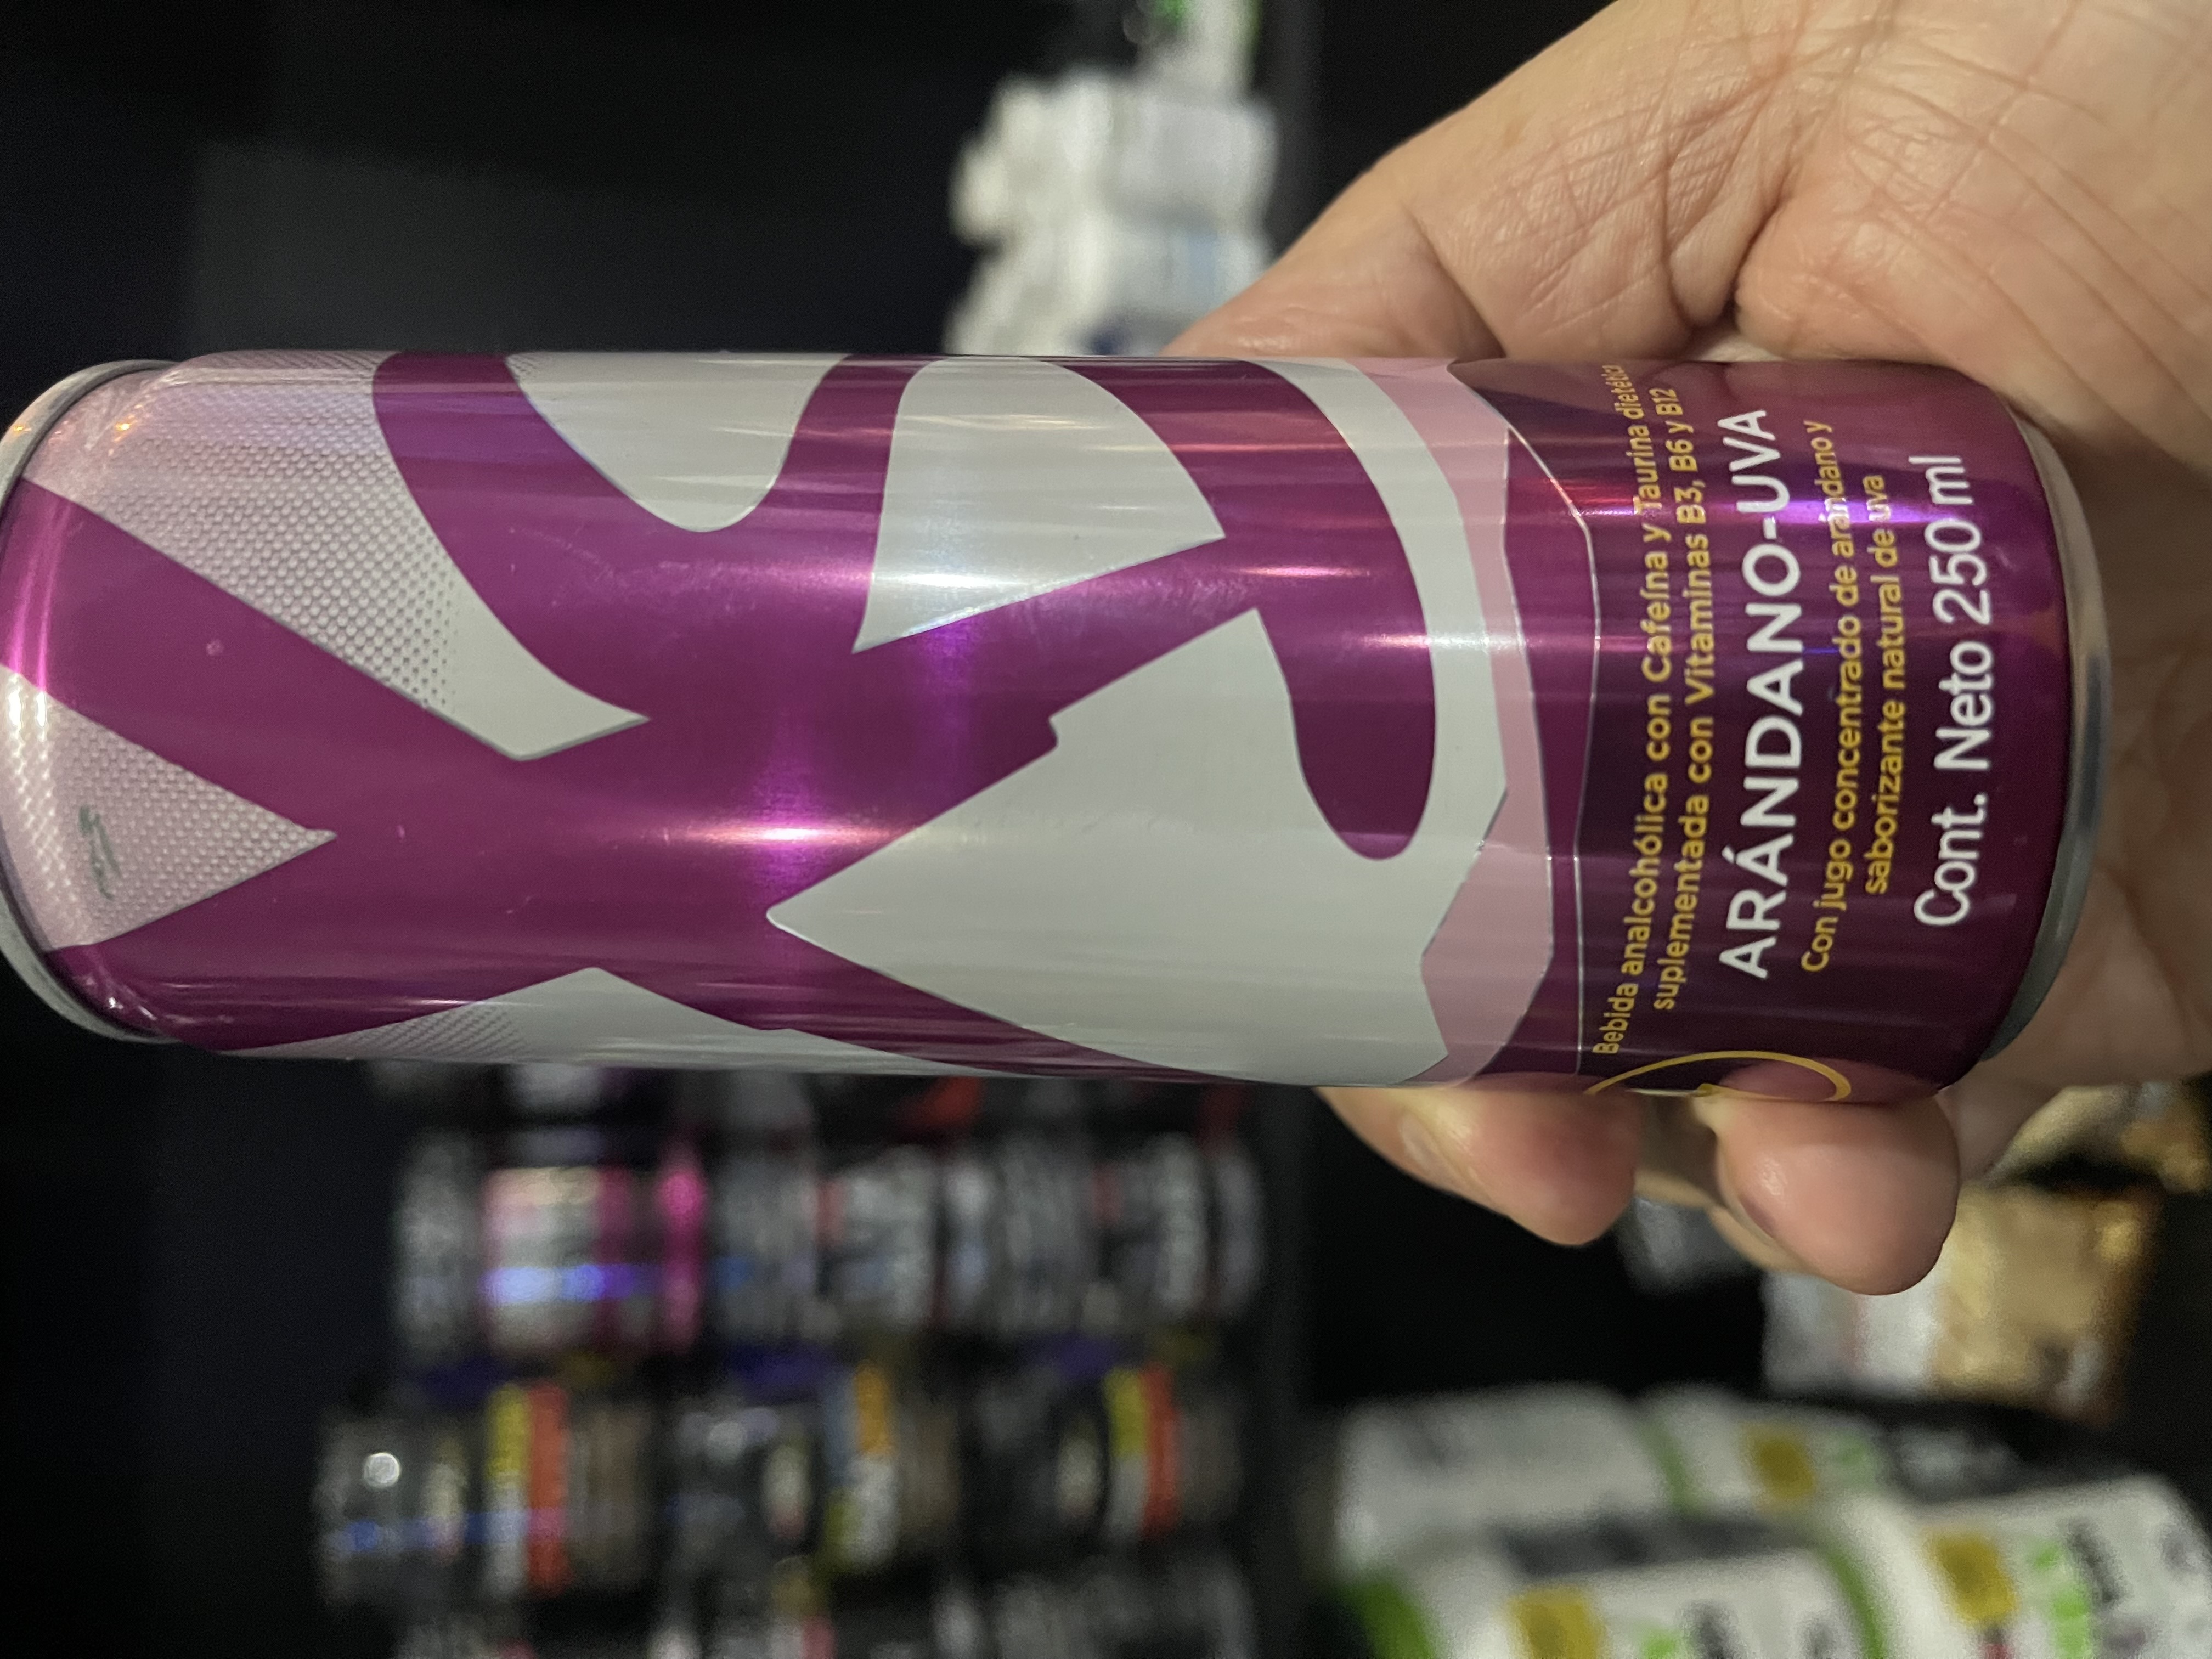 Bebida analcohólica con Cafeína y Taurina dietética
suplementada con Vitaminas B3, B6 y B12
ARÁNDANO-UVA
Con jugo concentrado de arándano y
saborizante natural de uva
Cont. Neto 250 ml